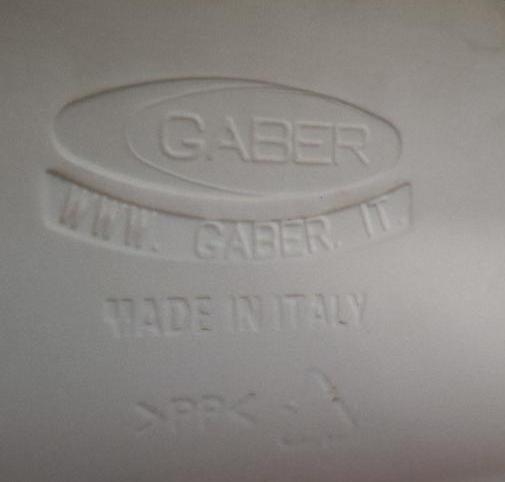 GABER
WWW. GABER. IT.
MADE IN ITALY
>PP<